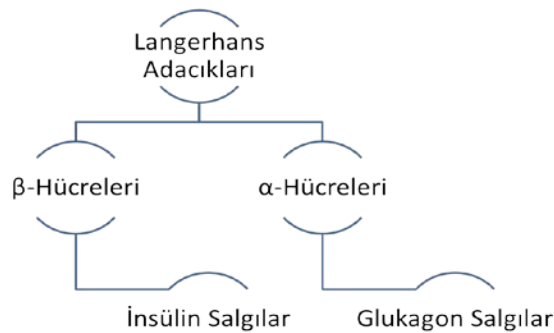 Langerhans
Adacıkları
β-Hücreleri
α-Hücreleri
İnsülin Salgılar
Glukagon Salgılar